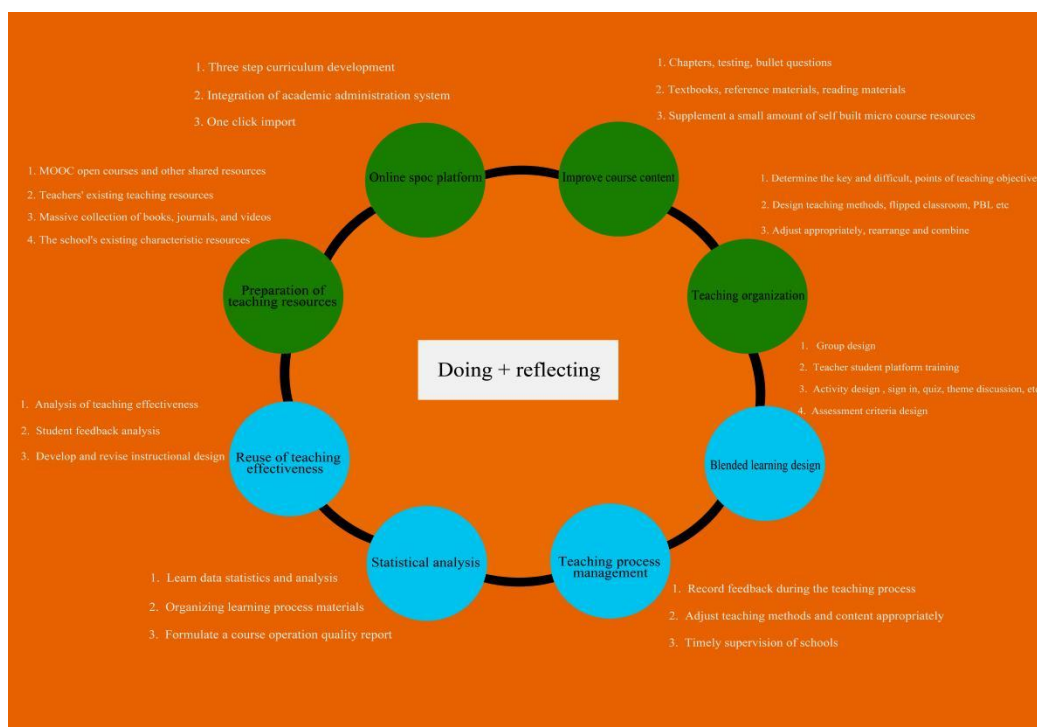 1. Three step curriculum development
2. Integration of academic administration system
3. One click import
1. Chapters, testing, bullet questions
2. Textbooks, reference materials, reading materials
3. Supplement a small amount of self built micro course resources
1. MOOC open courses and other shared resources
2. Teachers' existing teaching resources
3. Massive collection of books, journals, and videos
4. The school's existing characteristic resources
Online spoc platform
Improve course content
1. Determine the key and difficult, points of teaching objective
2. Design teaching methods, flipped classroom, PBL etc
3. Adjust appropriately, rearrange and combine
Preparation of
teaching resources
Teaching organization
Doing + reflecting
1. Group design
2. Teacher student platform training
3. Activity design , sign in, quiz, theme discussion, etc
4. Assessment criteria design
1. Analysis of teaching effectiveness
2. Student feedback analysis
3. Develop and revise instructional design
Reuse of teaching
effectiveness
Blended learning design
Statistical analysis
Teaching process
management
1. Learn data statistics and analysis
2. Organizing learning process materials
3. Formulate a course operation quality report
1. Record feedback during the teaching process
2. Adjust teaching methods and content appropriately
3. Timely supervision of schools